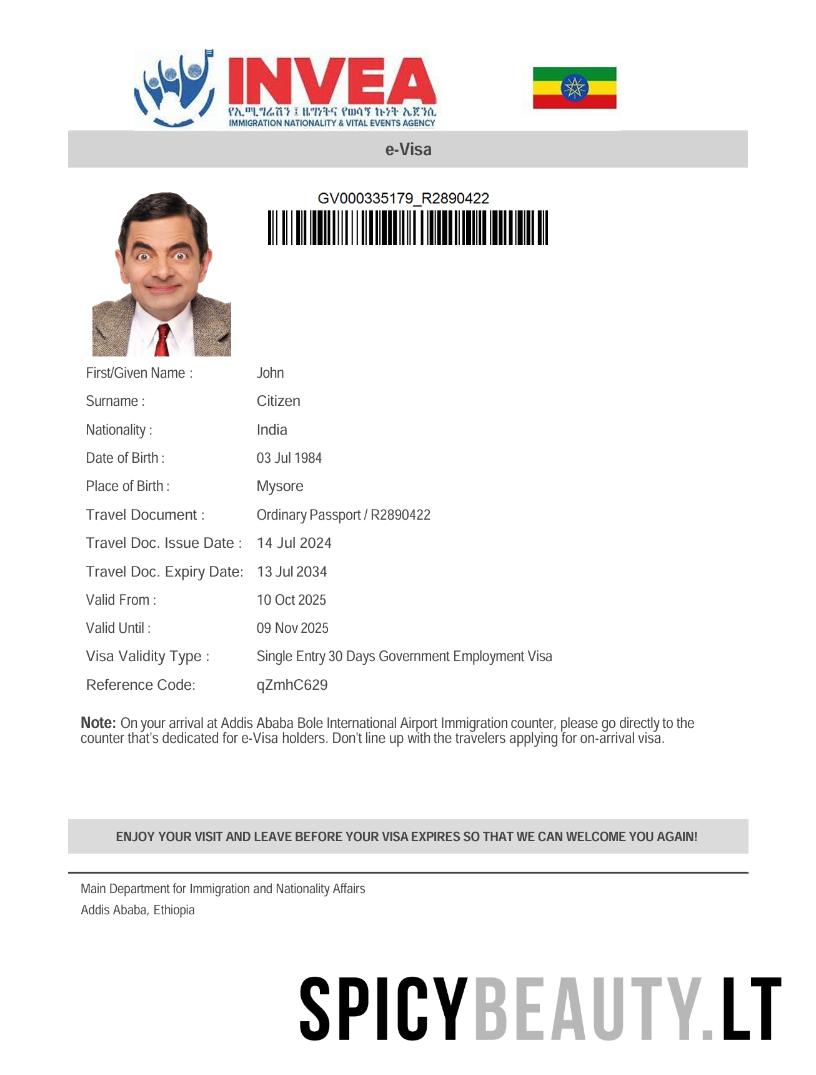 INVEA
የኢሚግሬሽን ፤ ዜግነትና የወሳኝ ኩነት ኤጀንሲ
IMMIGRATION NATIONALITY & VITAL EVENTS AGENCY
e-Visa
GV000335179_R2890422
First/Given Name : John
Surname : Citizen
Nationality : India
Date of Birth : 03 Jul 1984
Place of Birth : Mysore
Travel Document : Ordinary Passport / R2890422
Travel Doc. Issue Date : 14 Jul 2024
Travel Doc. Expiry Date: 13 Jul 2034
Valid From : 10 Oct 2025
Valid Until : 09 Nov 2025
Visa Validity Type : Single Entry 30 Days Government Employment Visa
Reference Code: qZmhC629
Note: On your arrival at Addis Ababa Bole International Airport Immigration counter, please go directly to the
counter that's dedicated for e-Visa holders. Don't line up with the travelers applying for on-arrival visa.
ENJOY YOUR VISIT AND LEAVE BEFORE YOUR VISA EXPIRES SO THAT WE CAN WELCOME YOU AGAIN!
Main Department for Immigration and Nationality Affairs
Addis Ababa, Ethiopia
SPICYBEAUTY.LT